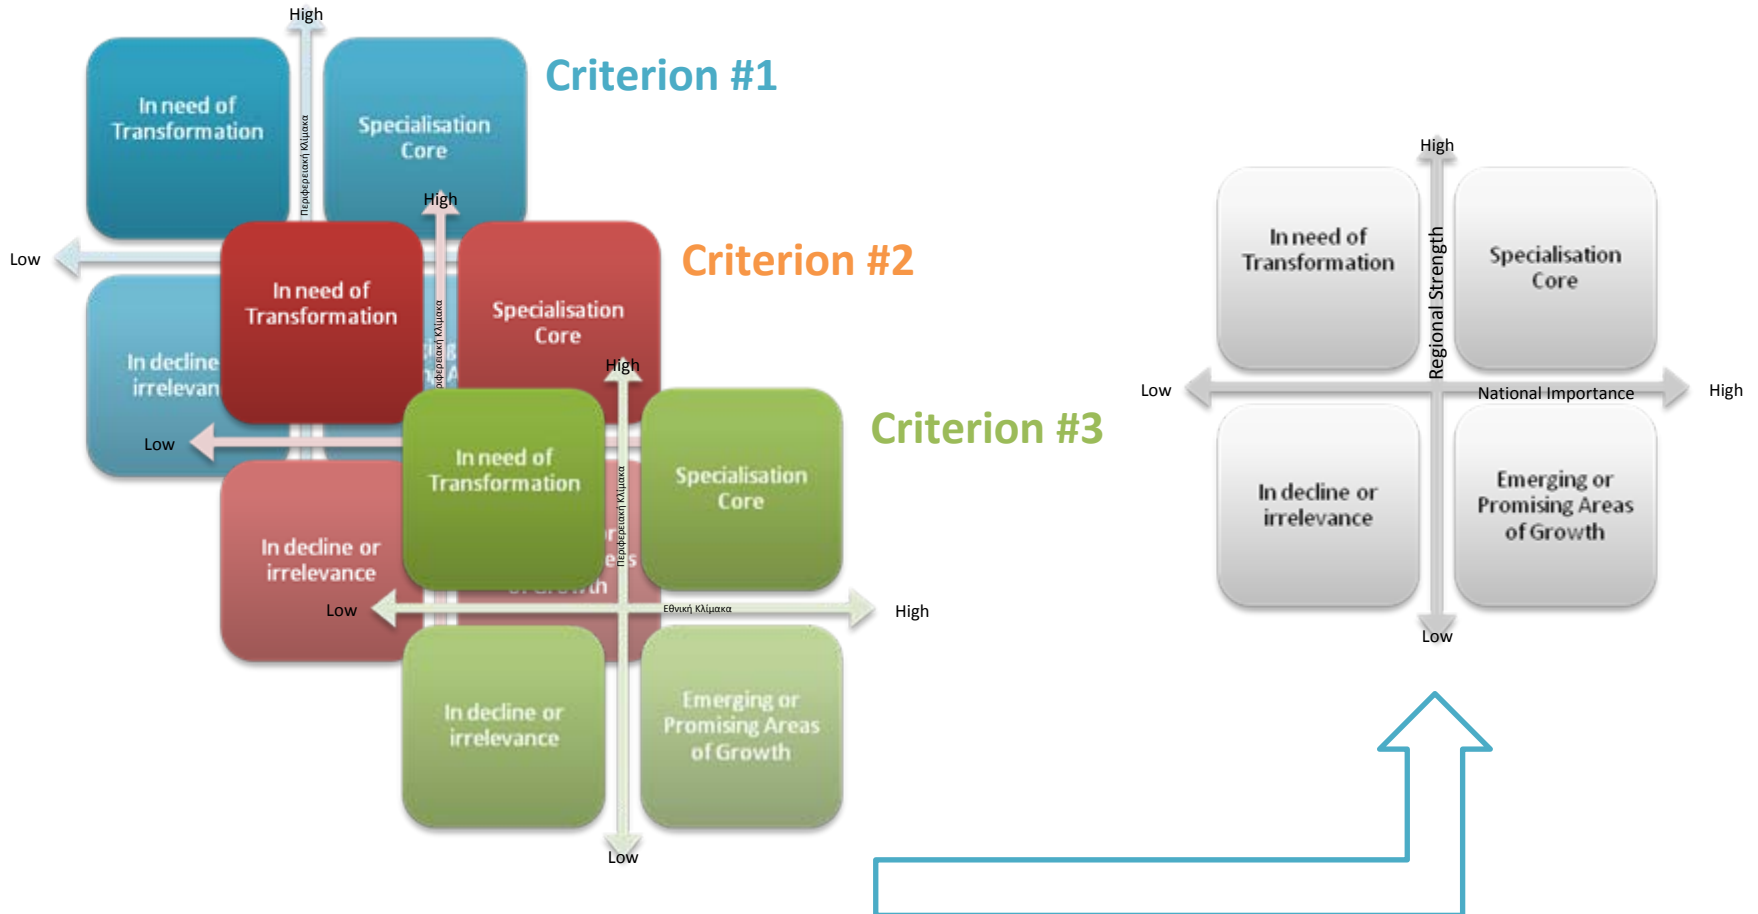 High
Criterion #1
In need of
Transformation
Specialisation
Core
Περιφερειακή Κλίμακα
Low
In decline
irrelevan
High
Criterion #2
In need of
Transformation
Specialisation
Core
Low
In decline or
irrelevance
of Growth
High
Criterion #3
In need of
Transformation
Specialisation
Core
Περιφερειακή Κλίμακα
Low
Εθνική Κλίμακα
High
In decline or
irrelevance
Emerging or
Promising Areas
of Growth
Low
High
In need of
Transformation
Specialisation
Core
Regional Strength
Low
National Importance
High
In decline or
irrelevance
Emerging or
Promising Areas
of Growth
Low